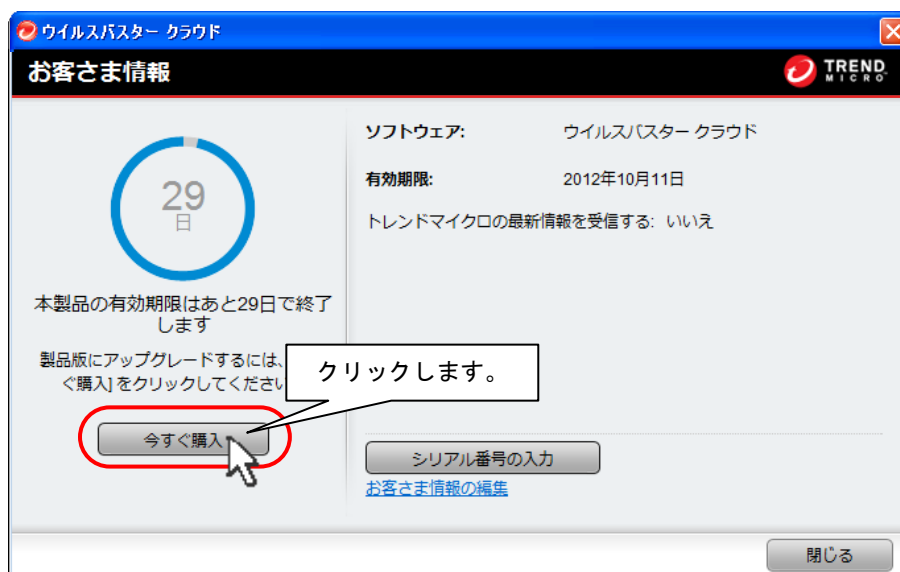 ウイルスバスター クラウド
お客さま情報
TREND
MICRO
29
日
本製品の有効期限はあと29日で終了
します
製品版にアップグレードするには、
ぐ購入]をクリックしてください
今すぐ購入
クリックします。
ソフトウェア: ウイルスバスター クラウド
有効期限: 2012年10月11日
トレンドマイクロの最新情報を受信する: いいえ
シリアル番号の入力
お客さま情報の編集
閉じる